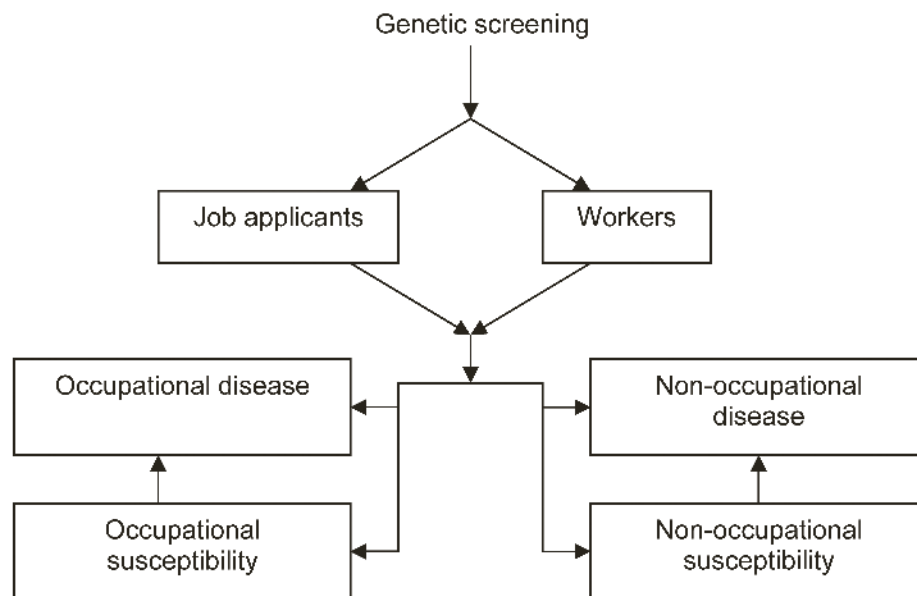 Genetic screening
Job applicants
Workers
Occupational disease
Non-occupational
disease
Occupational
susceptibility
Non-occupational
susceptibility